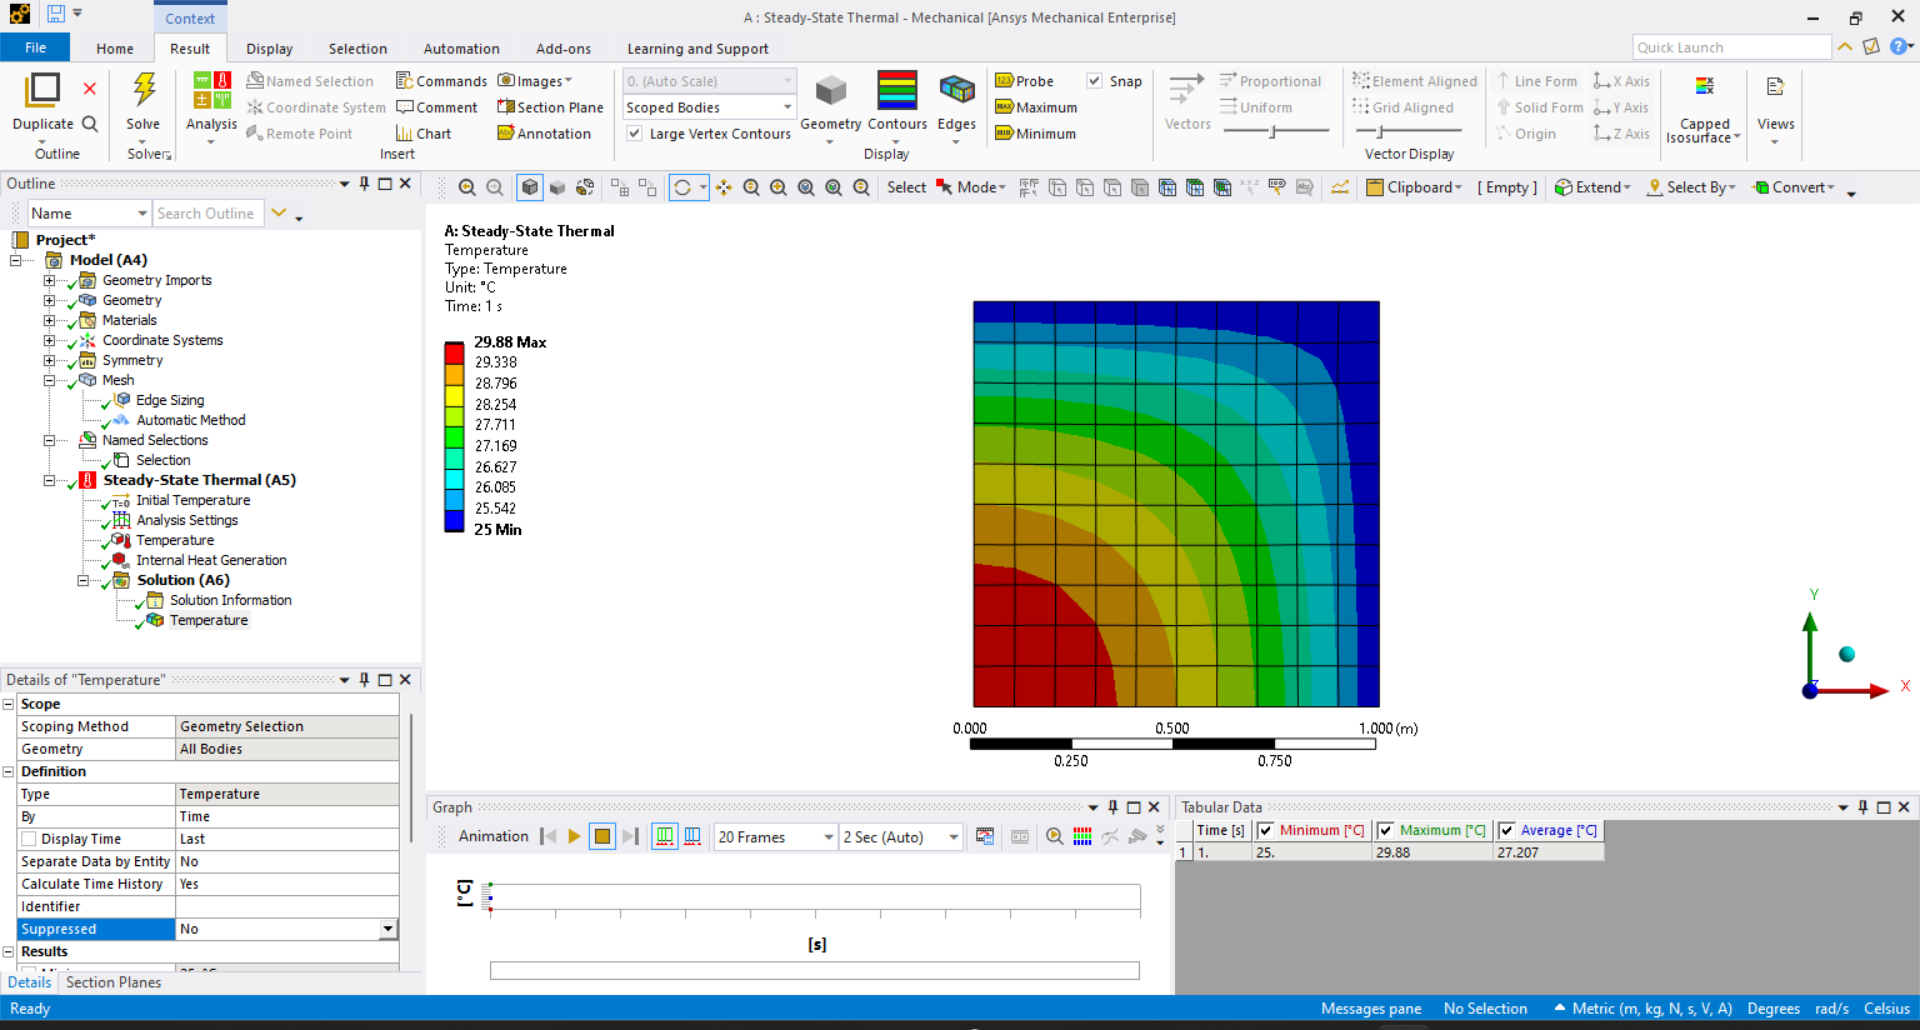 Context
A : Steady-State Thermal - Mechanical [Ansys Mechanical Enterprise]
File
Home
Result
Display
Selection
Automation
Add-ons
Learning and Support
Quick Launch
Duplicate
Outline
Solve
Solver
Analysis
Named Selection
Coordinate System
Remote Point
Commands
Comment
Chart
Images
Section Plane
Annotation
Insert
0. (Auto Scale)
Scoped Bodies
Large Vertex Contours
Geometry
Contours
Edges
Display
Probe
Maximum
Minimum
Snap
Vectors
Proportional
Uniform
Element Aligned
Grid Aligned
Line Form
Solid Form
Origin
X Axis
Y Axis
Z Axis
Vector Display
Capped
Isosurface
Views
Outline
Name
Search Outline
Select
Mode
Clipboard
[ Empty ]
Extend
Select By
Convert
Project*
Model (A4)
Geometry Imports
Geometry
Materials
Coordinate Systems
Symmetry
Mesh
Edge Sizing
Automatic Method
Named Selections
Selection
Steady-State Thermal (A5)
Initial Temperature
Analysis Settings
Temperature
Internal Heat Generation
Solution (A6)
Solution Information
Temperature
A: Steady-State Thermal
Temperature
Type: Temperature
Unit: °C
Time: 1 s
29.88 Max
29.338
28.796
28.254
27.711
27.169
26.627
26.085
25.542
25 Min
0.000
0.500
1.000 (m)
0.250
0.750
Y
X
Z
Details of "Temperature"
Scope
Scoping Method Geometry Selection
Geometry All Bodies
Definition
Type Temperature
By Time
Display Time Last
Separate Data by Entity No
Calculate Time History Yes
Identifier
Suppressed No
Results
Details
Section Planes
Graph
Animation
20 Frames
2 Sec (Auto)
[°C]
[s]
Tabular Data
Time [s] Minimum [°C] Maximum [°C] Average [°C]
1 1. 25. 29.88 27.207
Ready
Messages pane
No Selection
Metric (m, kg, N, s, V, A)
Degrees
rad/s
Celsius